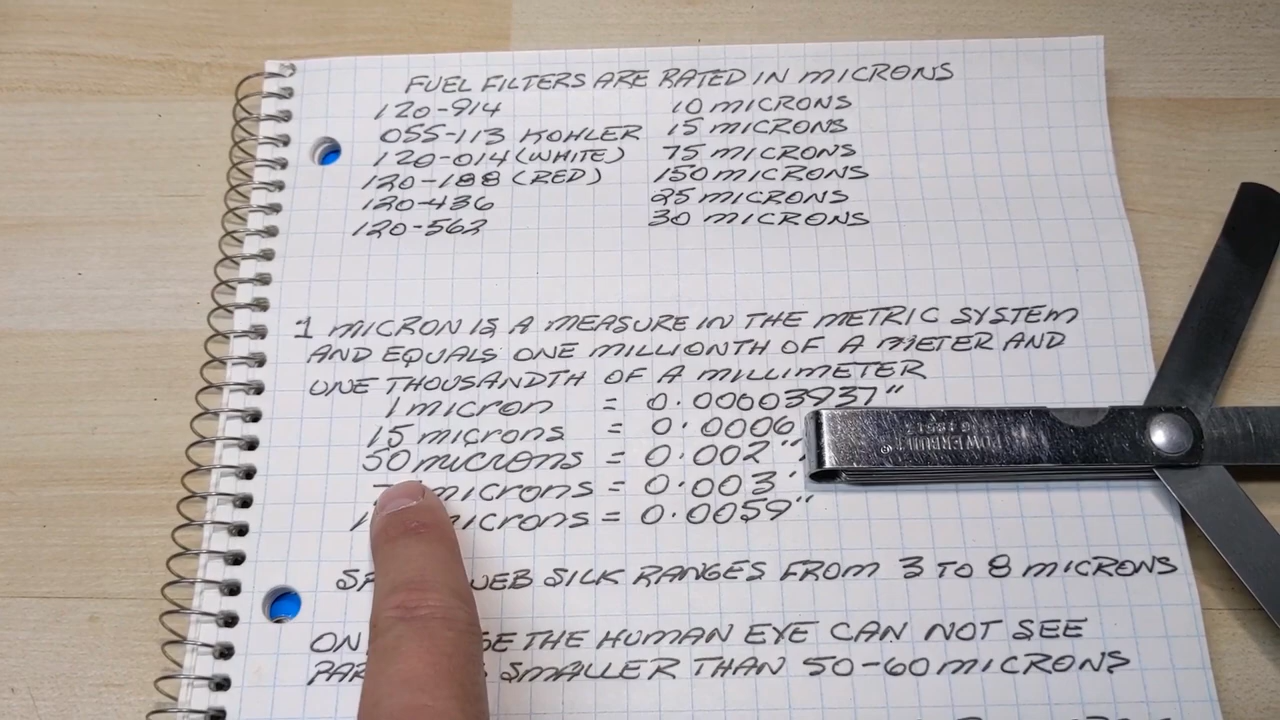 FUEL FILTERS ARE RATED IN MICRONS
120-914 10 MICRONS
055-113 KOHLER 15 MICRONS
120-014 (WHITE) 75 MICRONS
120-188 (RED) 150 MICRONS
120-436 25 MICRONS
120-562 30 MICRONS
1 MICRON IS A MEASURE IN THE METRIC SYSTEM
AND EQUALS ONE MILLIONTH OF A METER AND
ONE THOUSANDTH OF A MILLIMETER
1 micron = 0.00003937"
15 microns = 0.0006
50 microns = 0.002"
microns = 0.003"
microns = 0.0059"
WEB SILK RANGES FROM 3 TO 8 MICRONS
THE HUMAN EYE CAN NOT SEE
SMALLER THAN 50-60 MICRONS
POWERBUILT